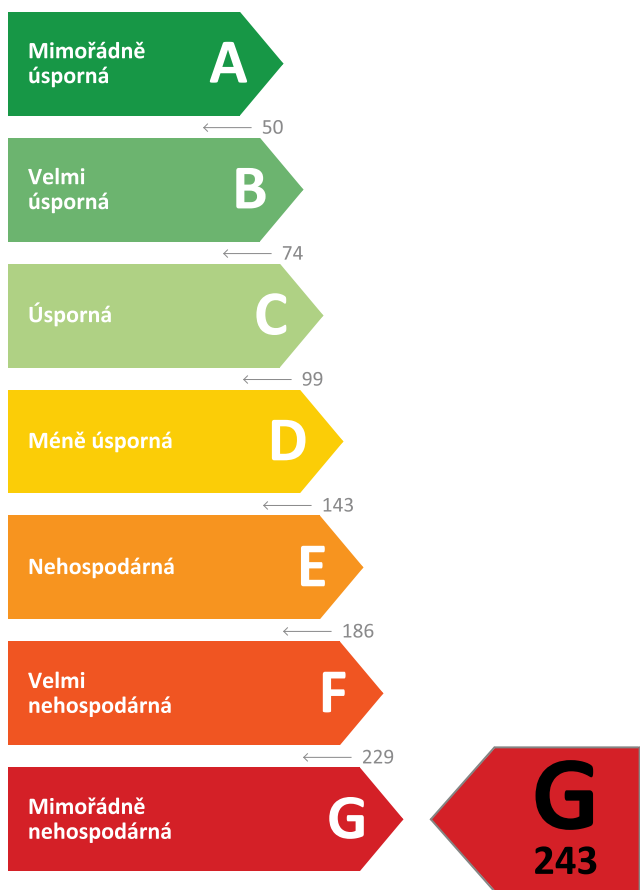 Mimořádně
úsporná
A
50
Velmi
úsporná
B
74
Úsporná
C
99
Méně úsporná
D
143
Nehospodárná
E
186
Velmi
nehospodárná
F
229
Mimořádně
nehospodárná
G
G
243